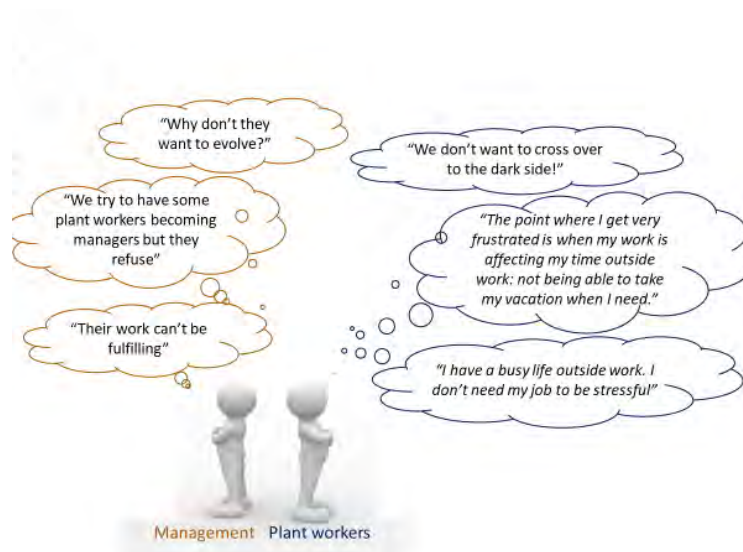 “Why don’t they
want to evolve?”
“We try to have some
plant workers becoming
managers but they
refuse”
“Their work can’t be
fulfilling”
“We don’t want to cross over
to the dark side!”
“The point where I get very
frustrated is when my work is
affecting my time outside
work: not being able to take
my vacation when I need.”
“I have a busy life outside work. I
don’t need my job to be stressful”
Management Plant workers